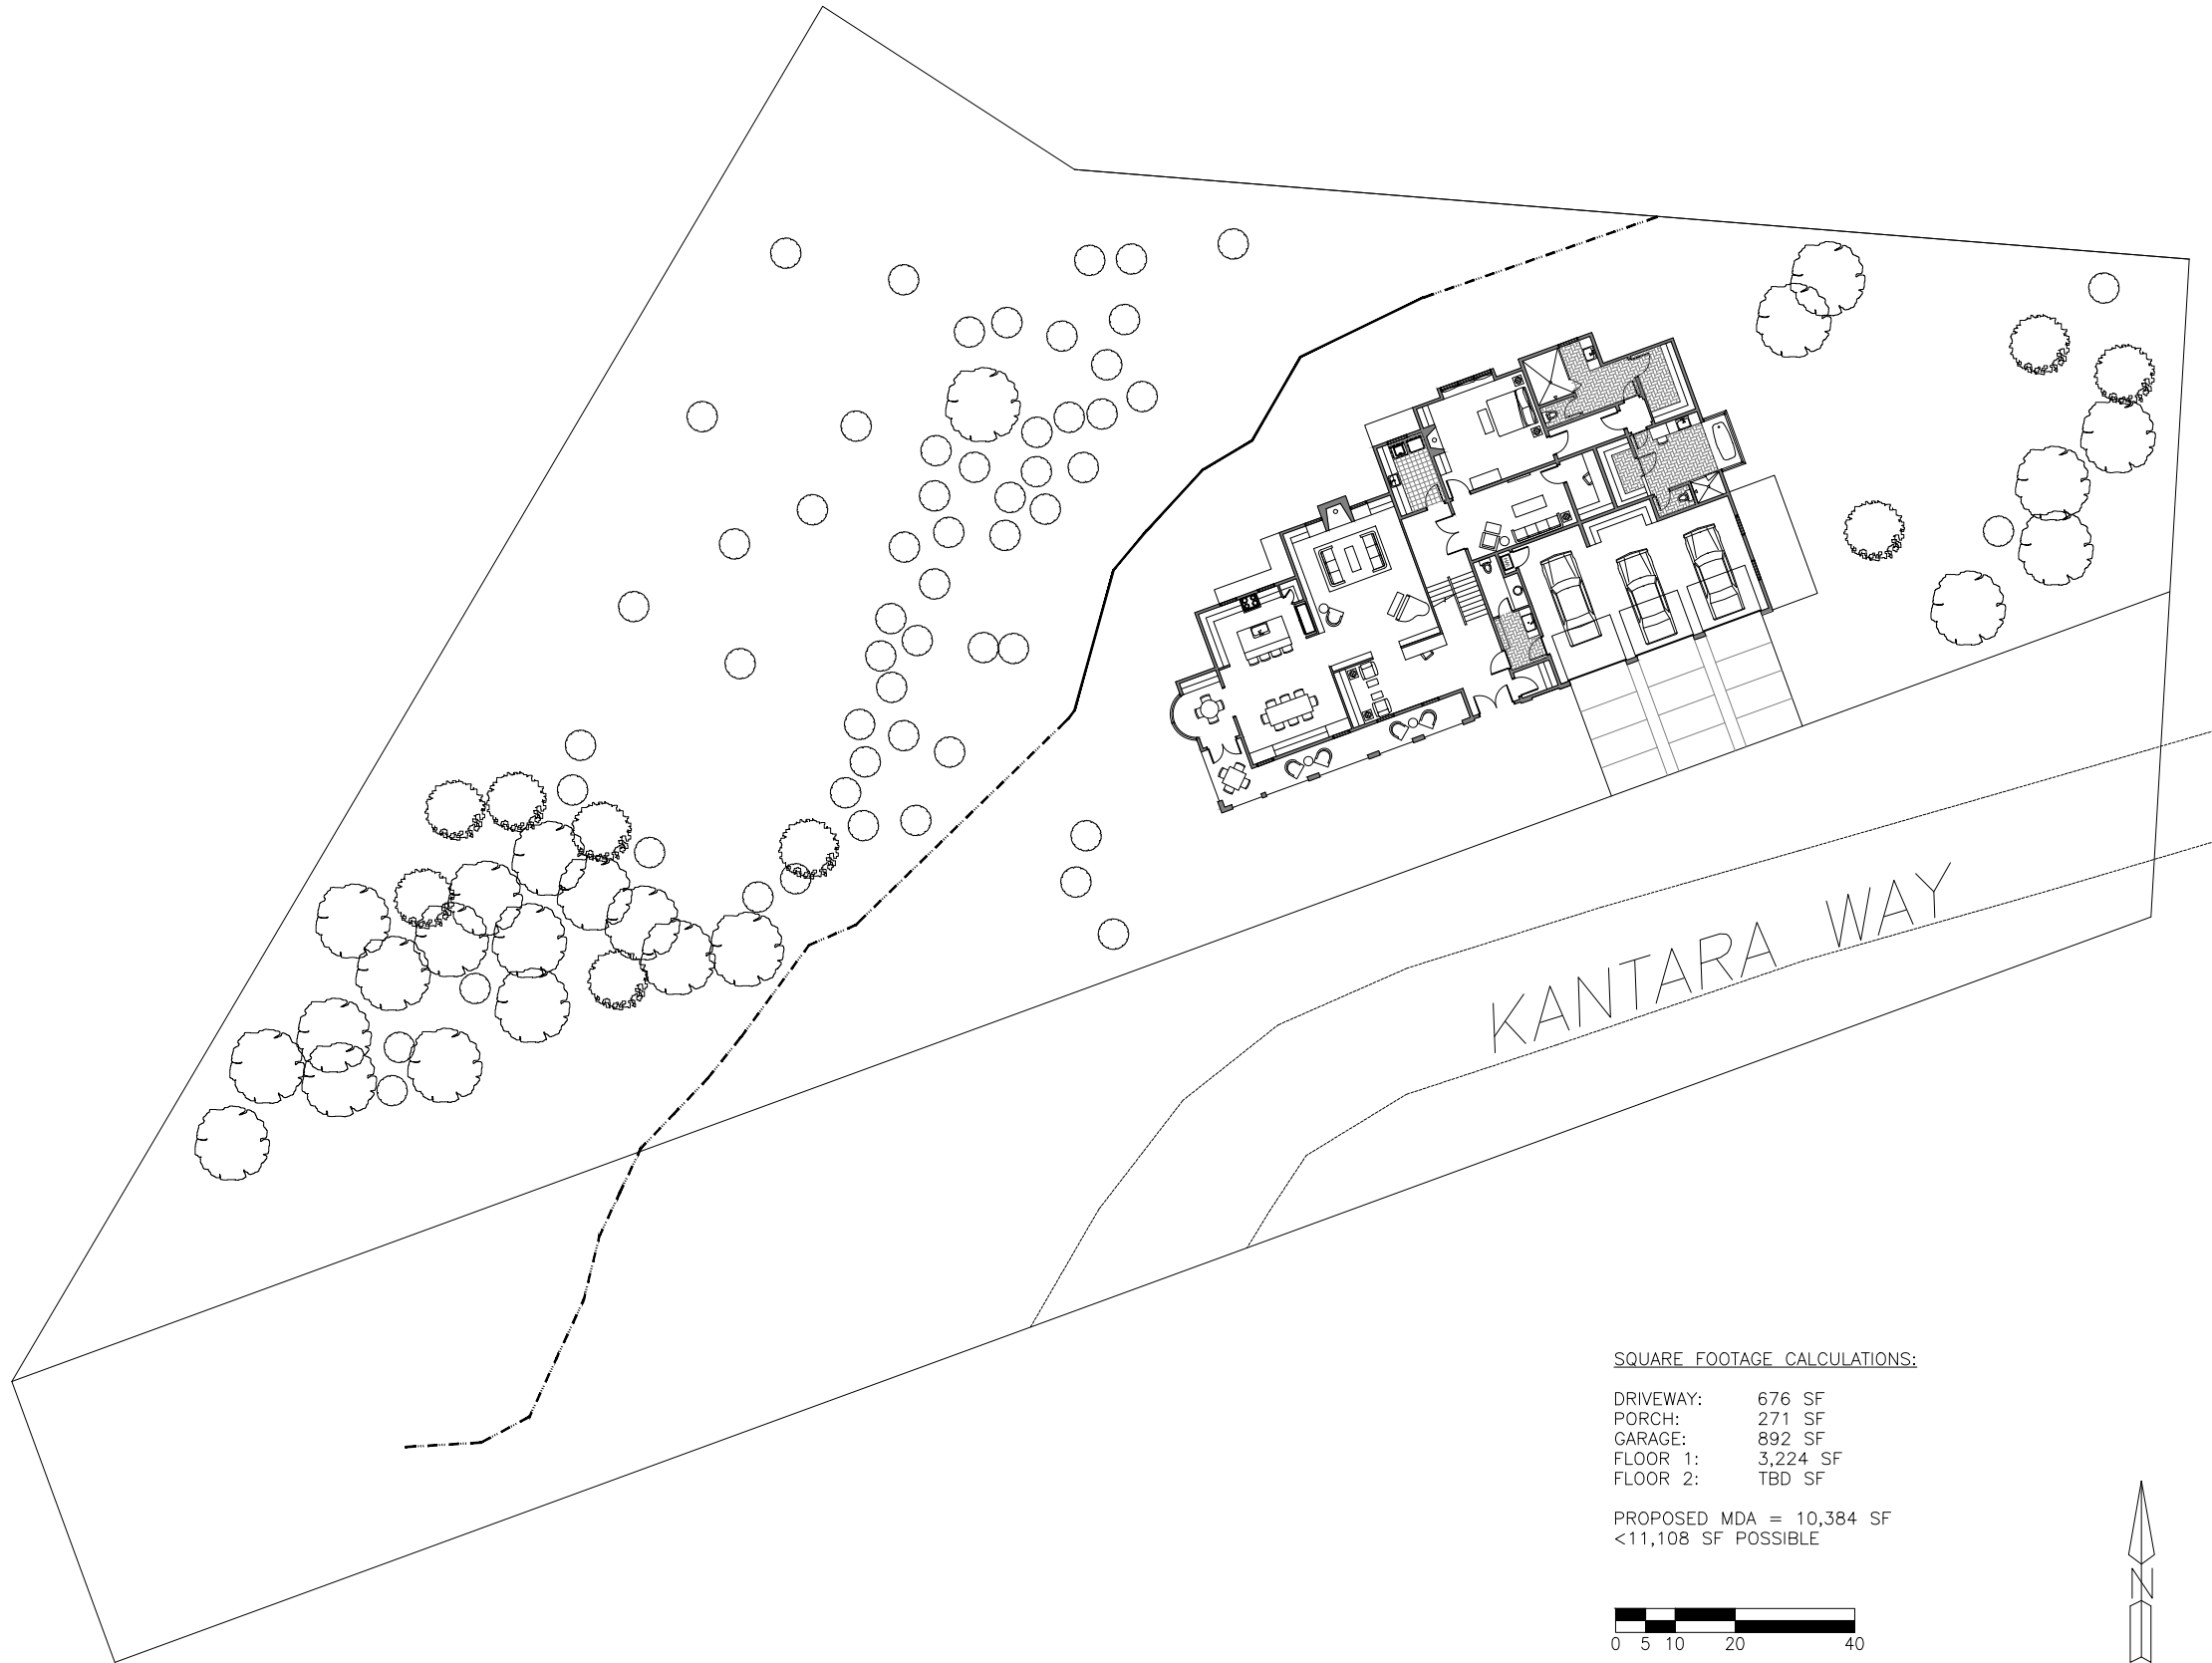 KANTARA WAY
SQUARE FOOTAGE CALCULATIONS:
DRIVEWAY: 676 SF
PORCH: 271 SF
GARAGE: 892 SF
FLOOR 1: 3,224 SF
FLOOR 2: TBD SF
PROPOSED MDA = 10,384 SF
<11,108 SF POSSIBLE
N
0 5 10 20 40